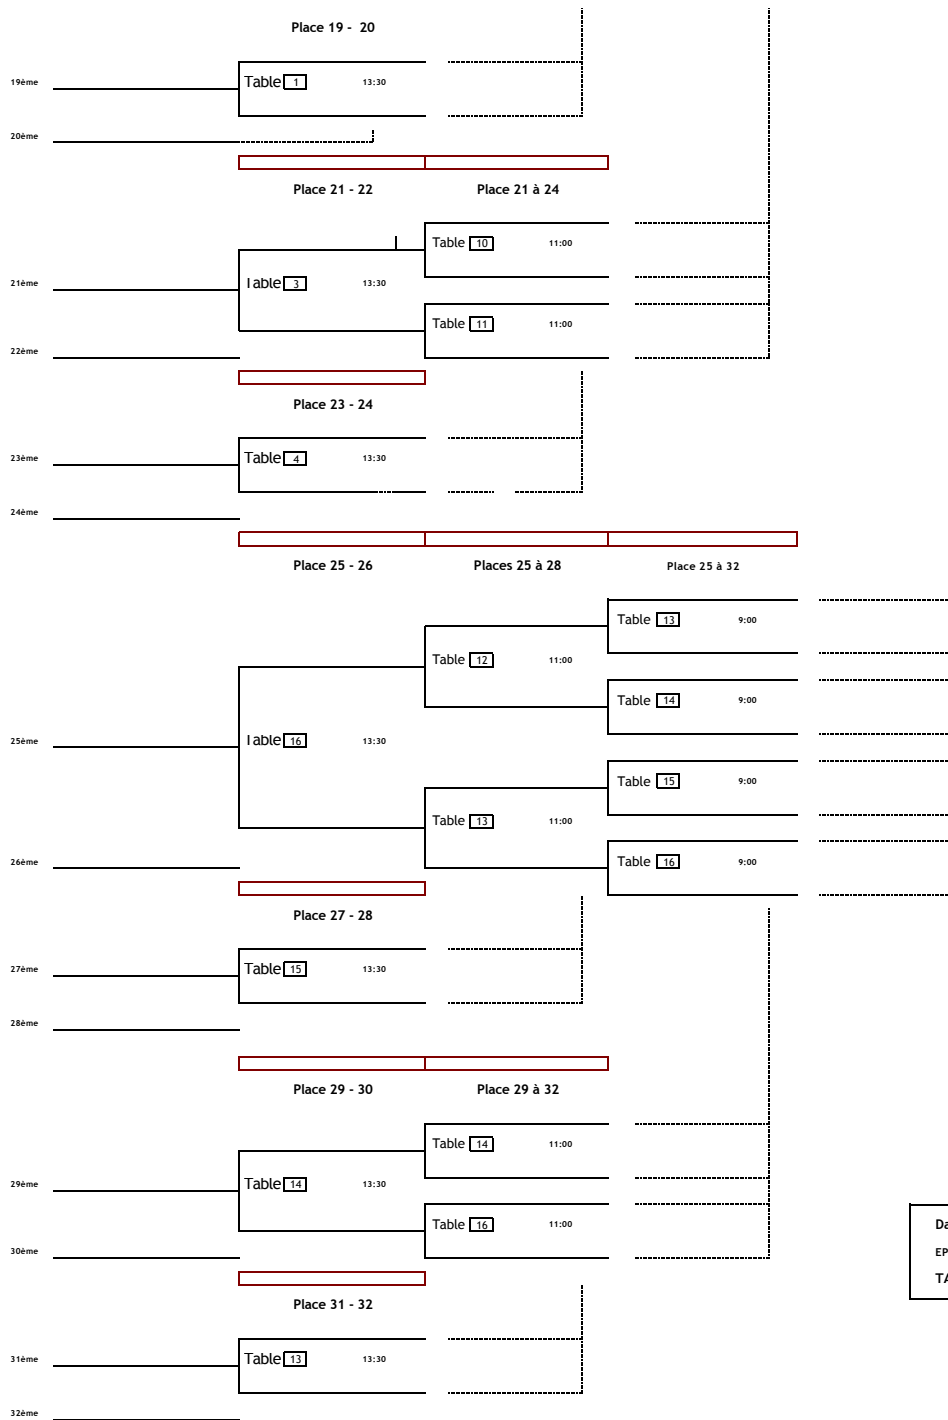 Place 19 - 20
19ème Table 1 13:30
20ème
Place 21 - 22 Place 21 à 24
Table 10 11:00
21ème Table 3 13:30
Table 11 11:00
22ème
Place 23 - 24
23ème Table 4 13:30
24ème
Place 25 - 26 Places 25 à 28 Place 25 à 32
Table 13 9:00
Table 12 11:00
Table 14 9:00
25ème Table 16 13:30
Table 15 9:00
Table 13 11:00
26ème Table 16 9:00
Place 27 - 28
27ème Table 15 13:30
28ème
Place 29 - 30 Place 29 à 32
Table 14 11:00
29ème Table 14 13:30
Table 16 11:00
Da
30ème
EP
TA
Place 31 - 32
31ème Table 13 13:30
32ème